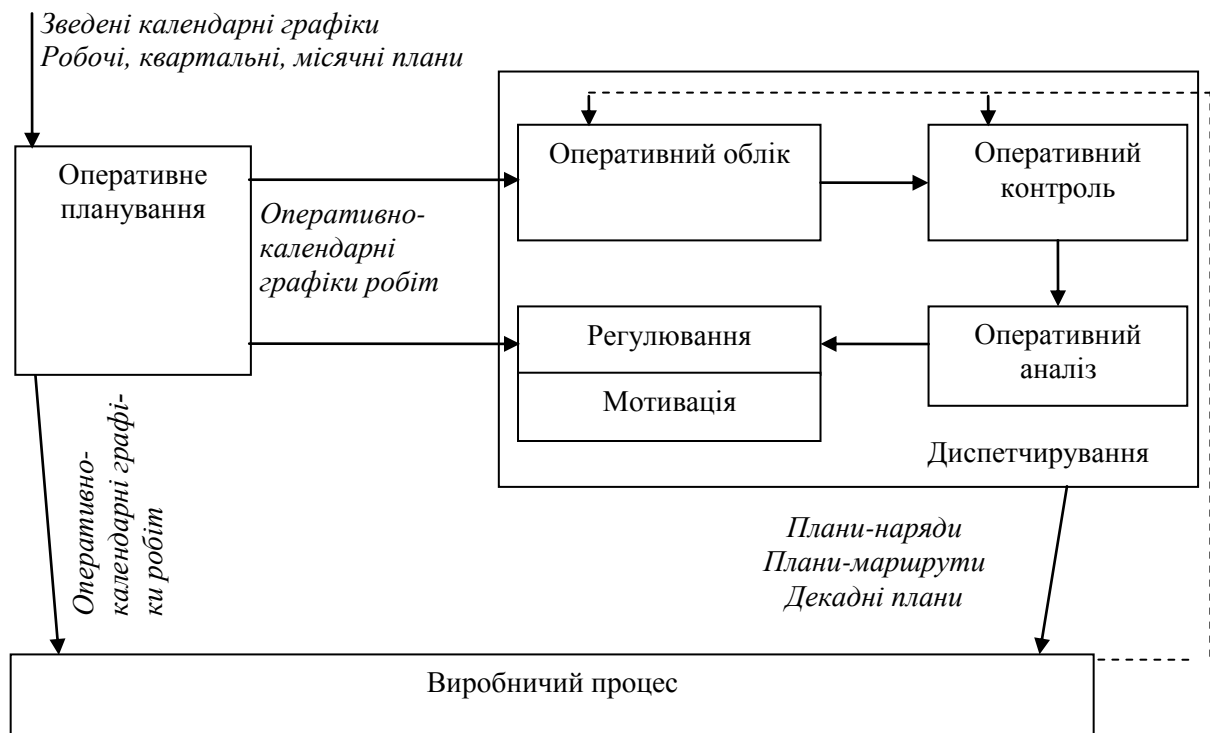 Зведені календарні графіки
Робочі, квартальні, місячні плани
Оперативне
планування
Оперативно-
календарні
графіки робіт
Оперативний облік
Оперативний
контроль
Регулювання
Мотивація
Оперативний
аналіз
Диспетчирування
Оперативно-
календарні графі-
ки робіт
Плани-наряди
Плани-маршрути
Декадні плани
Виробничий процес